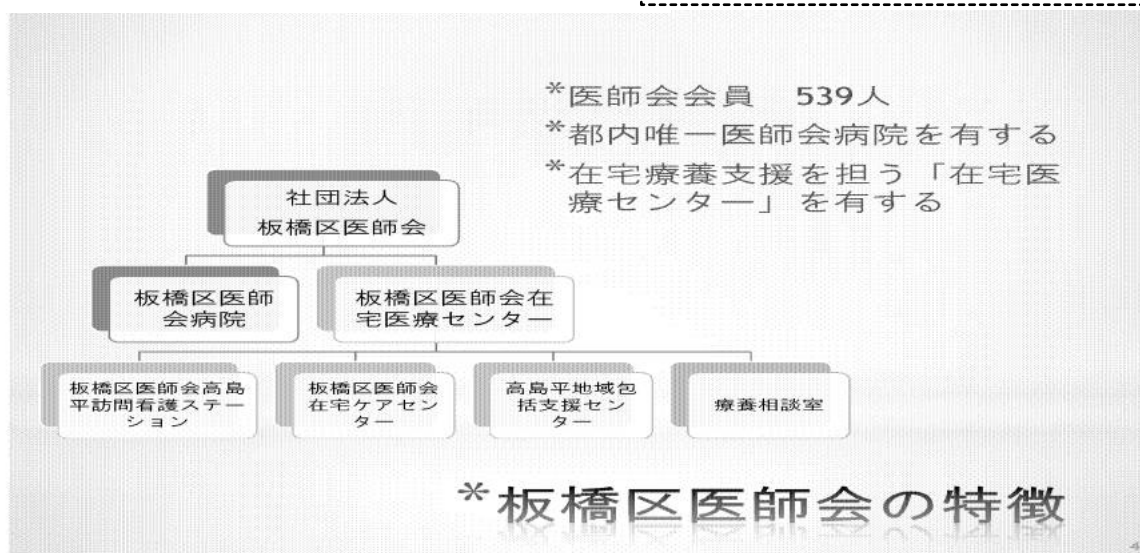 *医師会会員　539人
*都内唯一医師会病院を有する
*在宅療養支援を担う「在宅医
療センター」を有する
社団法人
板橋区医師会
板橋区医師
会病院
板橋区医師会在
宅医療センター
板橋区医師会高島
平訪問看護ステー
ション
板橋区医師会
在宅ケアセン
ター
高島平地域包
括支援セン
ター
療養相談室
*板橋区医師会の特徴
4